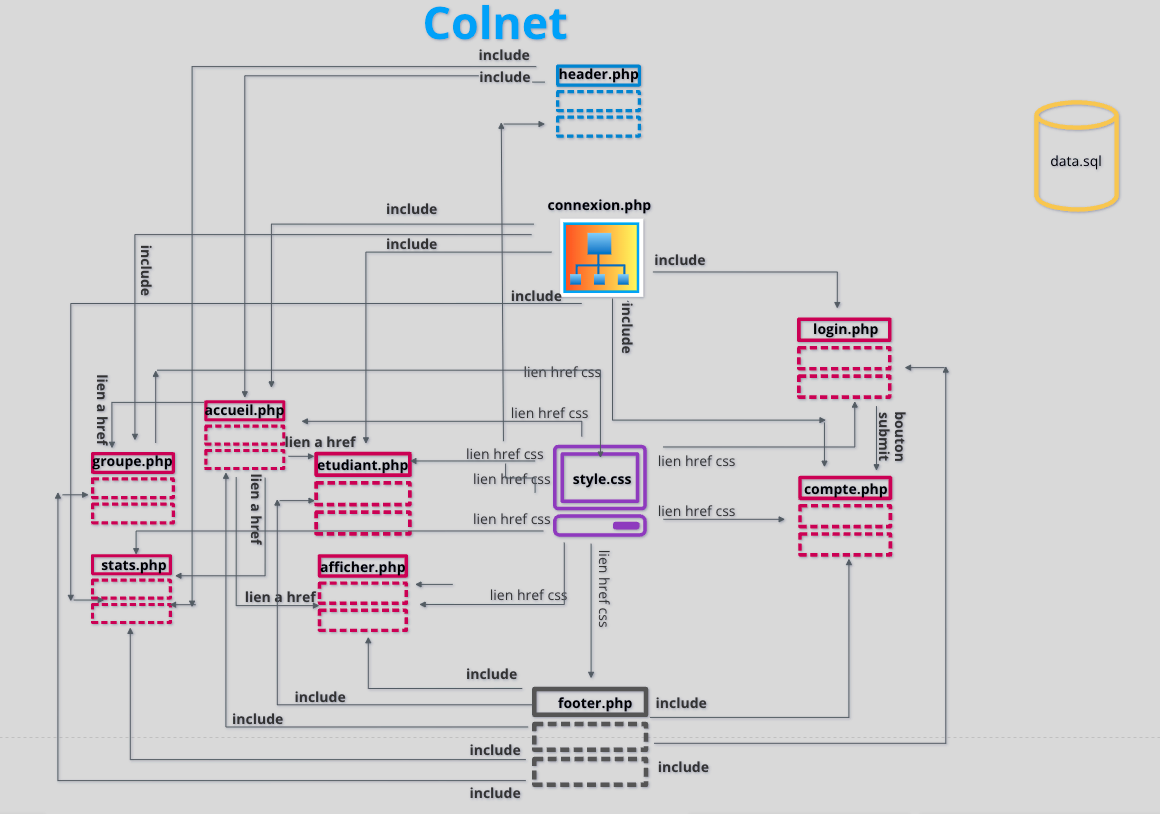 Colnet
include
header.php
include
data.sql
connexion.php
include
include
include
include
include
include
login.php
lien href css
lien a href
accueil.php
lien href css
bouton
submit
lien a href
groupe.php
etudiant.php
lien href css
lien href css
style.css
lien href css
compte.php
lien a href
lien href css
lien href css
stats.php
afficher.php
lien href css
lien a href
lien href css
include
include
footer.php
include
include
include
include
include